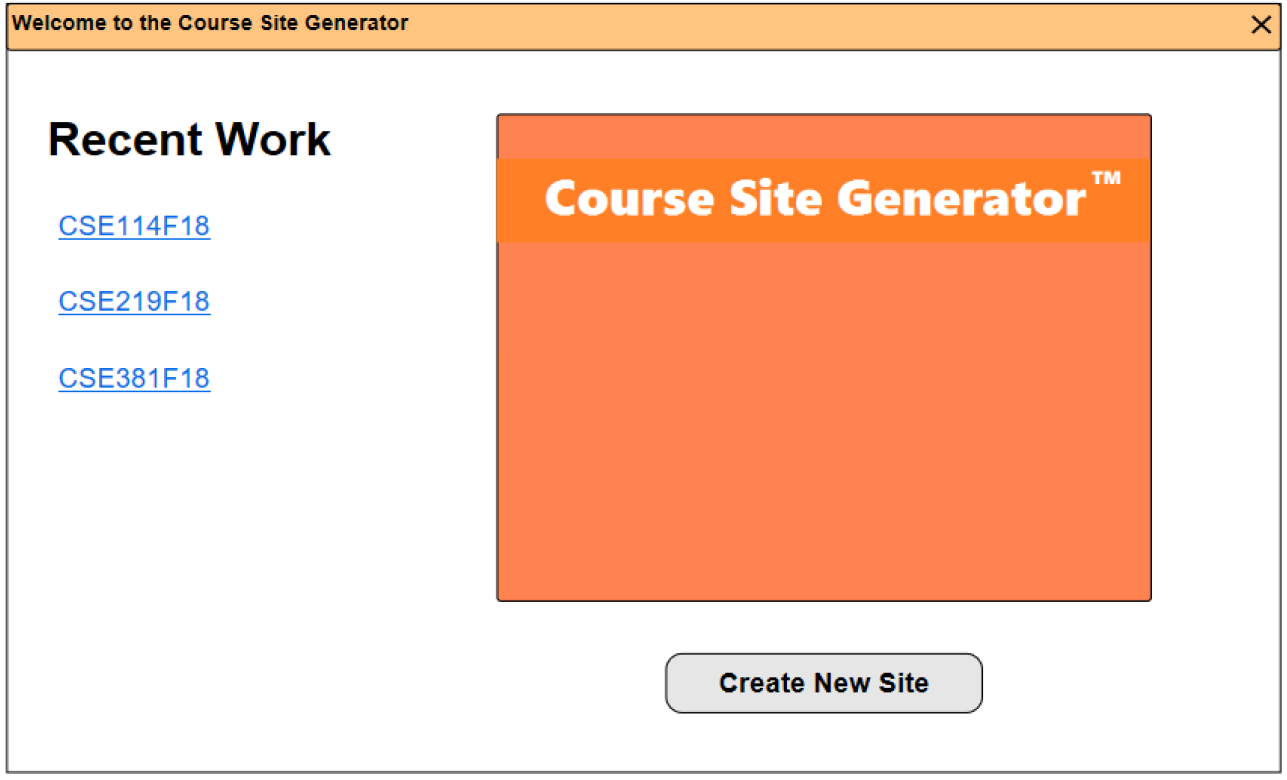 Welcome to the Course Site Generator
Recent Work
CSE114F18
CSE219F18
CSE381F18
Course Site Generator™
Create New Site